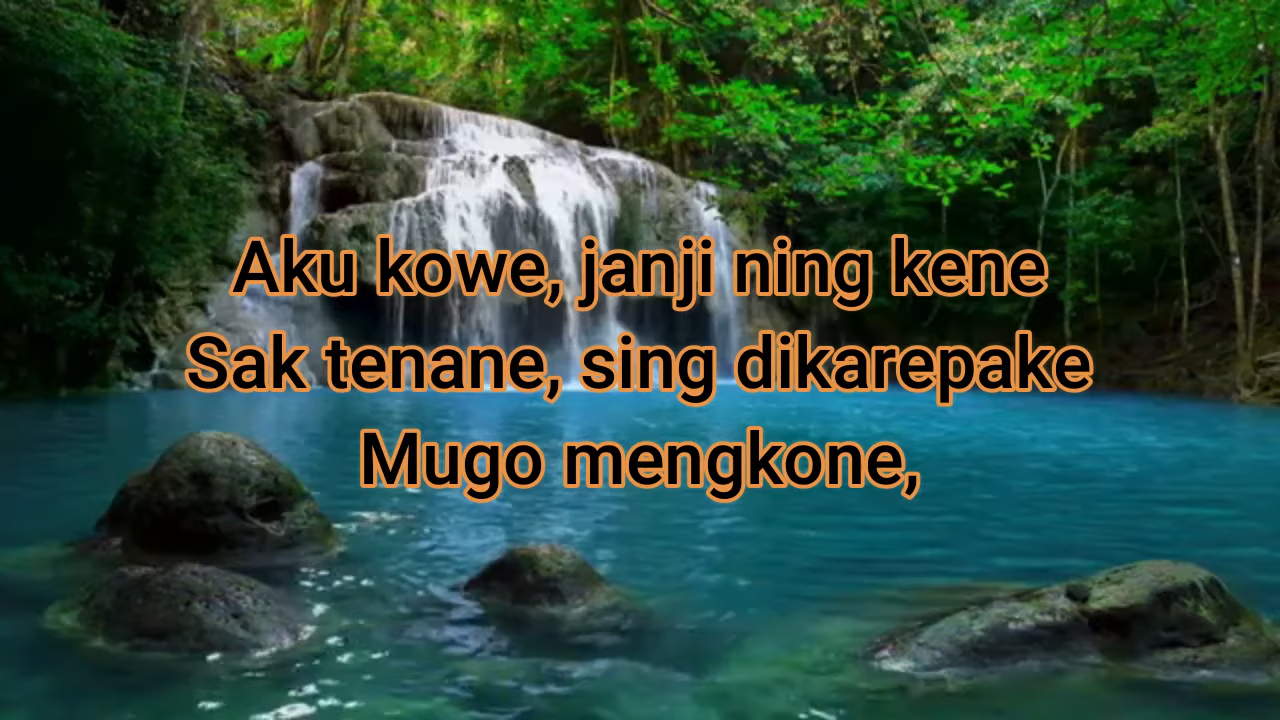 Aku kowe, janji ning kene
Sak tenane, sing dikarepake
Mugo mengkone,